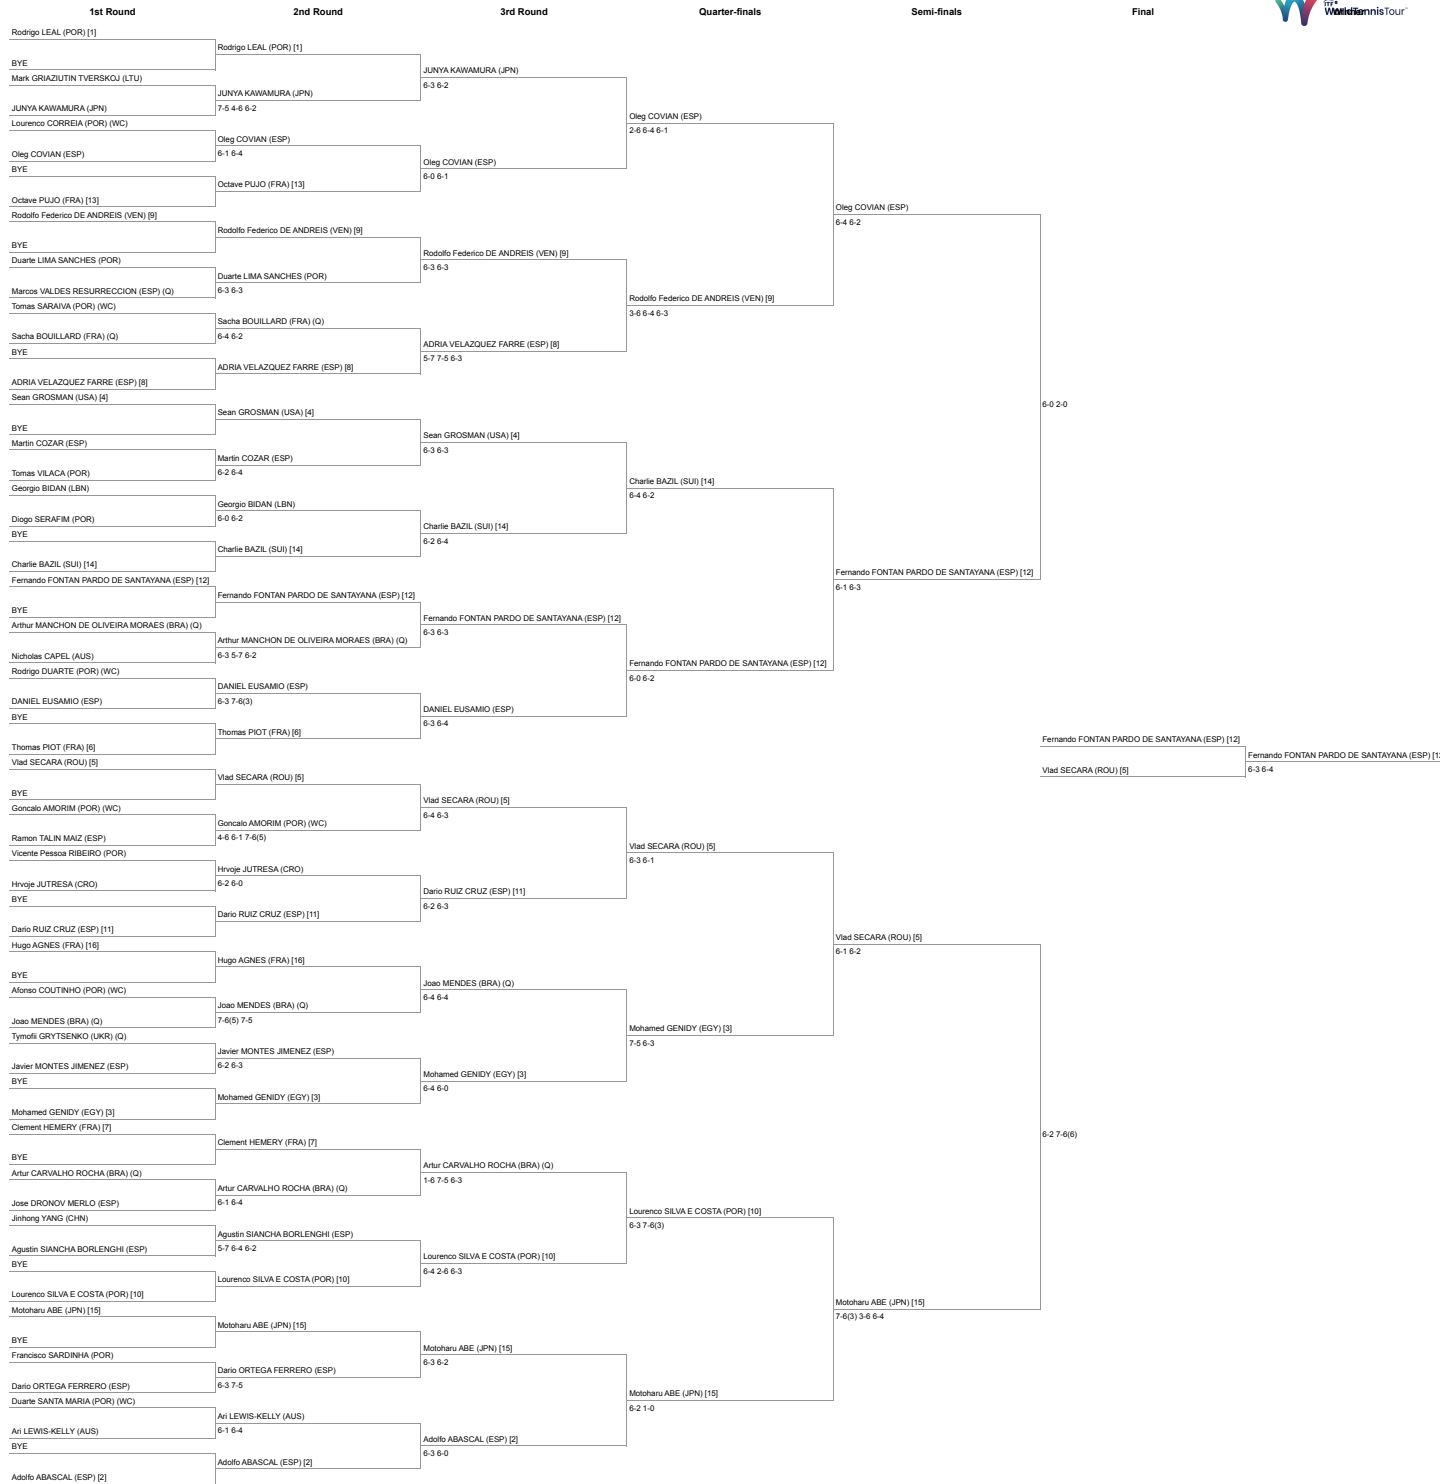 1st Round
2nd Round
3rd Round
Quarter-finals
Semi-finals
Final
ITF
WorldTennisTour
Winner
Rodrigo LEAL (POR) [1]
BYE
Mark GRIAZIUTIN TVERSKOJ (LTU)
JUNYA KAWAMURA (JPN)
Lourenco CORREIA (POR) (WC)
Oleg COVIAN (ESP)
BYE
Octave PUJO (FRA) [13]
Rodolfo Federico DE ANDREIS (VEN) [9]
BYE
Duarte LIMA SANCHES (POR)
Marcos VALDES RESURRECCION (ESP) (Q)
Tomas SARAIVA (POR) (WC)
Sacha BOUILLARD (FRA) (Q)
BYE
ADRIA VELAZQUEZ FARRE (ESP) [8]
Sean GROSMAN (USA) [4]
BYE
Martin COZAR (ESP)
Tomas VILACA (POR)
Georgio BIDAN (LBN)
Diogo SERAFIM (POR)
BYE
Charlie BAZIL (SUI) [14]
Fernando FONTAN PARDO DE SANTAYANA (ESP) [12]
BYE
Arthur MANCHON DE OLIVEIRA MORAES (BRA) (Q)
Nicholas CAPEL (AUS)
Rodrigo DUARTE (POR) (WC)
DANIEL EUSAMIO (ESP)
BYE
Thomas PIOT (FRA) [6]
Vlad SECARA (ROU) [5]
BYE
Goncalo AMORIM (POR) (WC)
Ramon TALIN MAIZ (ESP)
Vicente Pessoa RIBEIRO (POR)
Hrvoje JUTRESA (CRO)
BYE
Dario RUIZ CRUZ (ESP) [11]
Hugo AGNES (FRA) [16]
BYE
Afonso COUTINHO (POR) (WC)
Joao MENDES (BRA) (Q)
Tymofii GRYTSENKO (UKR) (Q)
Javier MONTES JIMENEZ (ESP)
BYE
Mohamed GENIDY (EGY) [3]
Clement HEMERY (FRA) [7]
BYE
Artur CARVALHO ROCHA (BRA) (Q)
Jose DRONOV MERLO (ESP)
Jinhong YANG (CHN)
Agustin SIANCHA BORLENGHI (ESP)
BYE
Lourenco SILVA E COSTA (POR) [10]
Motoharu ABE (JPN) [15]
BYE
Francisco SARDINHA (POR)
Dario ORTEGA FERRERO (ESP)
Duarte SANTA MARIA (POR) (WC)
Ari LEWIS-KELLY (AUS)
BYE
Adolfo ABASCAL (ESP) [2]
Rodrigo LEAL (POR) [1]
JUNYA KAWAMURA (JPN)
7-5 4-6 6-2
Oleg COVIAN (ESP)
6-1 6-4
Octave PUJO (FRA) [13]
Rodolfo Federico DE ANDREIS (VEN) [9]
Duarte LIMA SANCHES (POR)
6-3 6-3
Sacha BOUILLARD (FRA) (Q)
6-4 6-2
ADRIA VELAZQUEZ FARRE (ESP) [8]
Sean GROSMAN (USA) [4]
Martin COZAR (ESP)
6-2 6-4
Georgio BIDAN (LBN)
6-0 6-2
Charlie BAZIL (SUI) [14]
Fernando FONTAN PARDO DE SANTAYANA (ESP) [12]
Arthur MANCHON DE OLIVEIRA MORAES (BRA) (Q)
6-3 5-7 6-2
DANIEL EUSAMIO (ESP)
6-3 7-6(3)
Thomas PIOT (FRA) [6]
Vlad SECARA (ROU) [5]
Goncalo AMORIM (POR) (WC)
4-6 6-1 7-6(5)
Hrvoje JUTRESA (CRO)
6-2 6-0
Dario RUIZ CRUZ (ESP) [11]
Hugo AGNES (FRA) [16]
Joao MENDES (BRA) (Q)
7-6(5) 7-5
Javier MONTES JIMENEZ (ESP)
6-2 6-3
Mohamed GENIDY (EGY) [3]
Clement HEMERY (FRA) [7]
Artur CARVALHO ROCHA (BRA) (Q)
6-1 6-4
Agustin SIANCHA BORLENGHI (ESP)
5-7 6-4 6-2
Lourenco SILVA E COSTA (POR) [10]
Motoharu ABE (JPN) [15]
Dario ORTEGA FERRERO (ESP)
6-3 7-5
Ari LEWIS-KELLY (AUS)
6-1 6-4
Adolfo ABASCAL (ESP) [2]
JUNYA KAWAMURA (JPN)
6-3 6-2
Oleg COVIAN (ESP)
6-0 6-1
Rodolfo Federico DE ANDREIS (VEN) [9]
6-3 6-3
ADRIA VELAZQUEZ FARRE (ESP) [8]
5-7 7-5 6-3
Sean GROSMAN (USA) [4]
6-3 6-3
Charlie BAZIL (SUI) [14]
6-2 6-4
Fernando FONTAN PARDO DE SANTAYANA (ESP) [12]
6-3 6-3
DANIEL EUSAMIO (ESP)
6-3 6-4
Vlad SECARA (ROU) [5]
6-4 6-3
Dario RUIZ CRUZ (ESP) [11]
6-2 6-3
Joao MENDES (BRA) (Q)
6-4 6-4
Mohamed GENIDY (EGY) [3]
6-4 6-0
Artur CARVALHO ROCHA (BRA) (Q)
1-6 7-5 6-3
Lourenco SILVA E COSTA (POR) [10]
6-4 2-6 6-3
Motoharu ABE (JPN) [15]
6-3 6-2
Adolfo ABASCAL (ESP) [2]
6-3 6-0
Oleg COVIAN (ESP)
2-6 6-4 6-1
Rodolfo Federico DE ANDREIS (VEN) [9]
3-6 6-4 6-3
Charlie BAZIL (SUI) [14]
6-4 6-2
Fernando FONTAN PARDO DE SANTAYANA (ESP) [12]
6-0 6-2
Vlad SECARA (ROU) [5]
6-3 6-1
Mohamed GENIDY (EGY) [3]
7-5 6-3
Lourenco SILVA E COSTA (POR) [10]
6-3 7-6(3)
Motoharu ABE (JPN) [15]
6-2 1-0
Oleg COVIAN (ESP)
6-4 6-2
Fernando FONTAN PARDO DE SANTAYANA (ESP) [12]
6-1 6-3
Vlad SECARA (ROU) [5]
6-1 6-2
Motoharu ABE (JPN) [15]
7-6(3) 3-6 6-4
6-0 2-0
Fernando FONTAN PARDO DE SANTAYANA (ESP) [12]
Vlad SECARA (ROU) [5]
6-2 7-6(6)
Fernando FONTAN PARDO DE SANTAYANA (ESP) [12
6-3 6-4